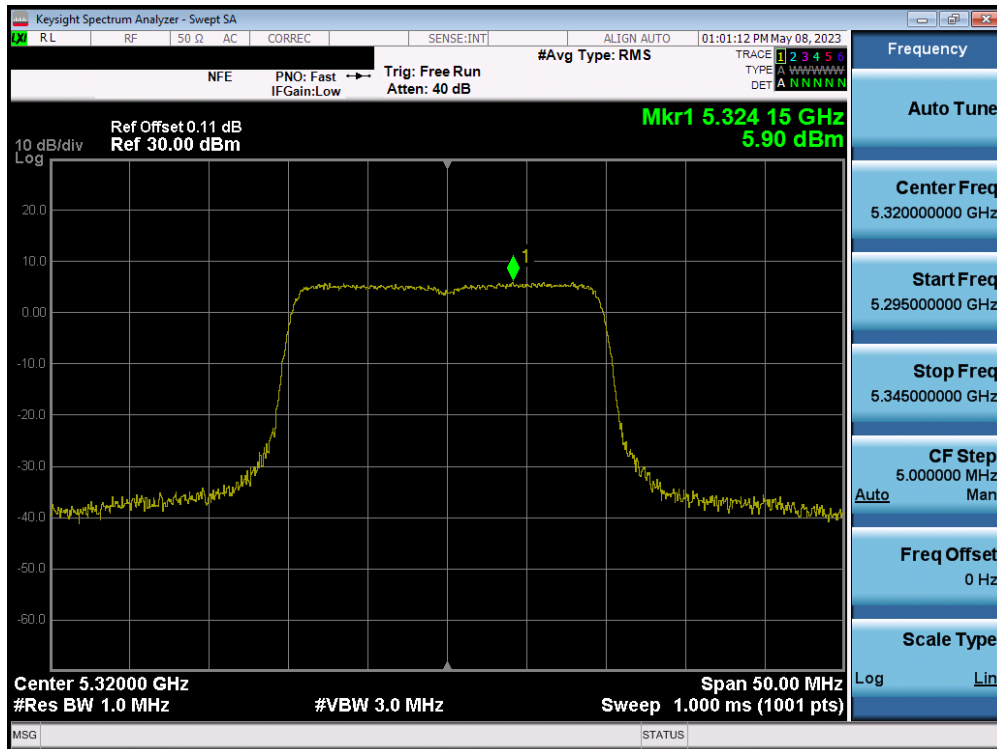 Keysight Spectrum Analyzer - Swept SA
LXI RL RF 50 Ω AC CORREC SENSE:INT ALIGN AUTO 01:01:12 PM May 08, 2023
#Avg Type: RMS
TRACE 1 2 3 4 5 6
TYPE A WWWWW
DET A N N N N N
NFE PNO: Fast Trig: Free Run
IFGain:Low Atten: 40 dB
Frequency
Mkr1 5.324 15 GHz
5.90 dBm
Ref Offset 0.11 dB
10 dB/div Ref 30.00 dBm
Log
20.0
10.0
0.00
-10.0
-20.0
-30.0
-40.0
-50.0
-60.0
1
Center 5.32000 GHz Span 50.00 MHz
#Res BW 1.0 MHz #VBW 3.0 MHz Sweep 1.000 ms (1001 pts)
Auto Tune
Center Freq
5.320000000 GHz
Start Freq
5.295000000 GHz
Stop Freq
5.345000000 GHz
CF Step
5.000000 MHz
Auto Man
Freq Offset
0 Hz
Scale Type
Log Lin
MSG STATUS